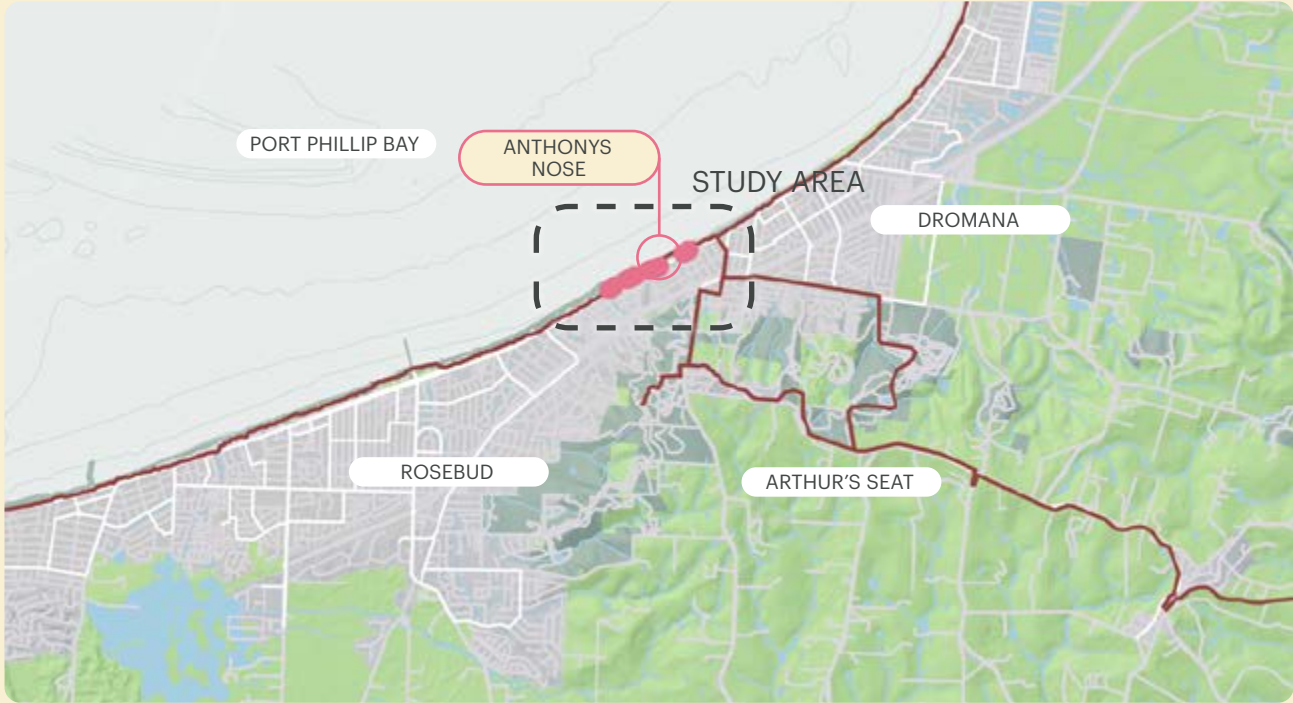 PORT PHILLIP BAY
ANTHONYS
NOSE
STUDY AREA
DROMANA
ROSEBUD
ARTHUR'S SEAT